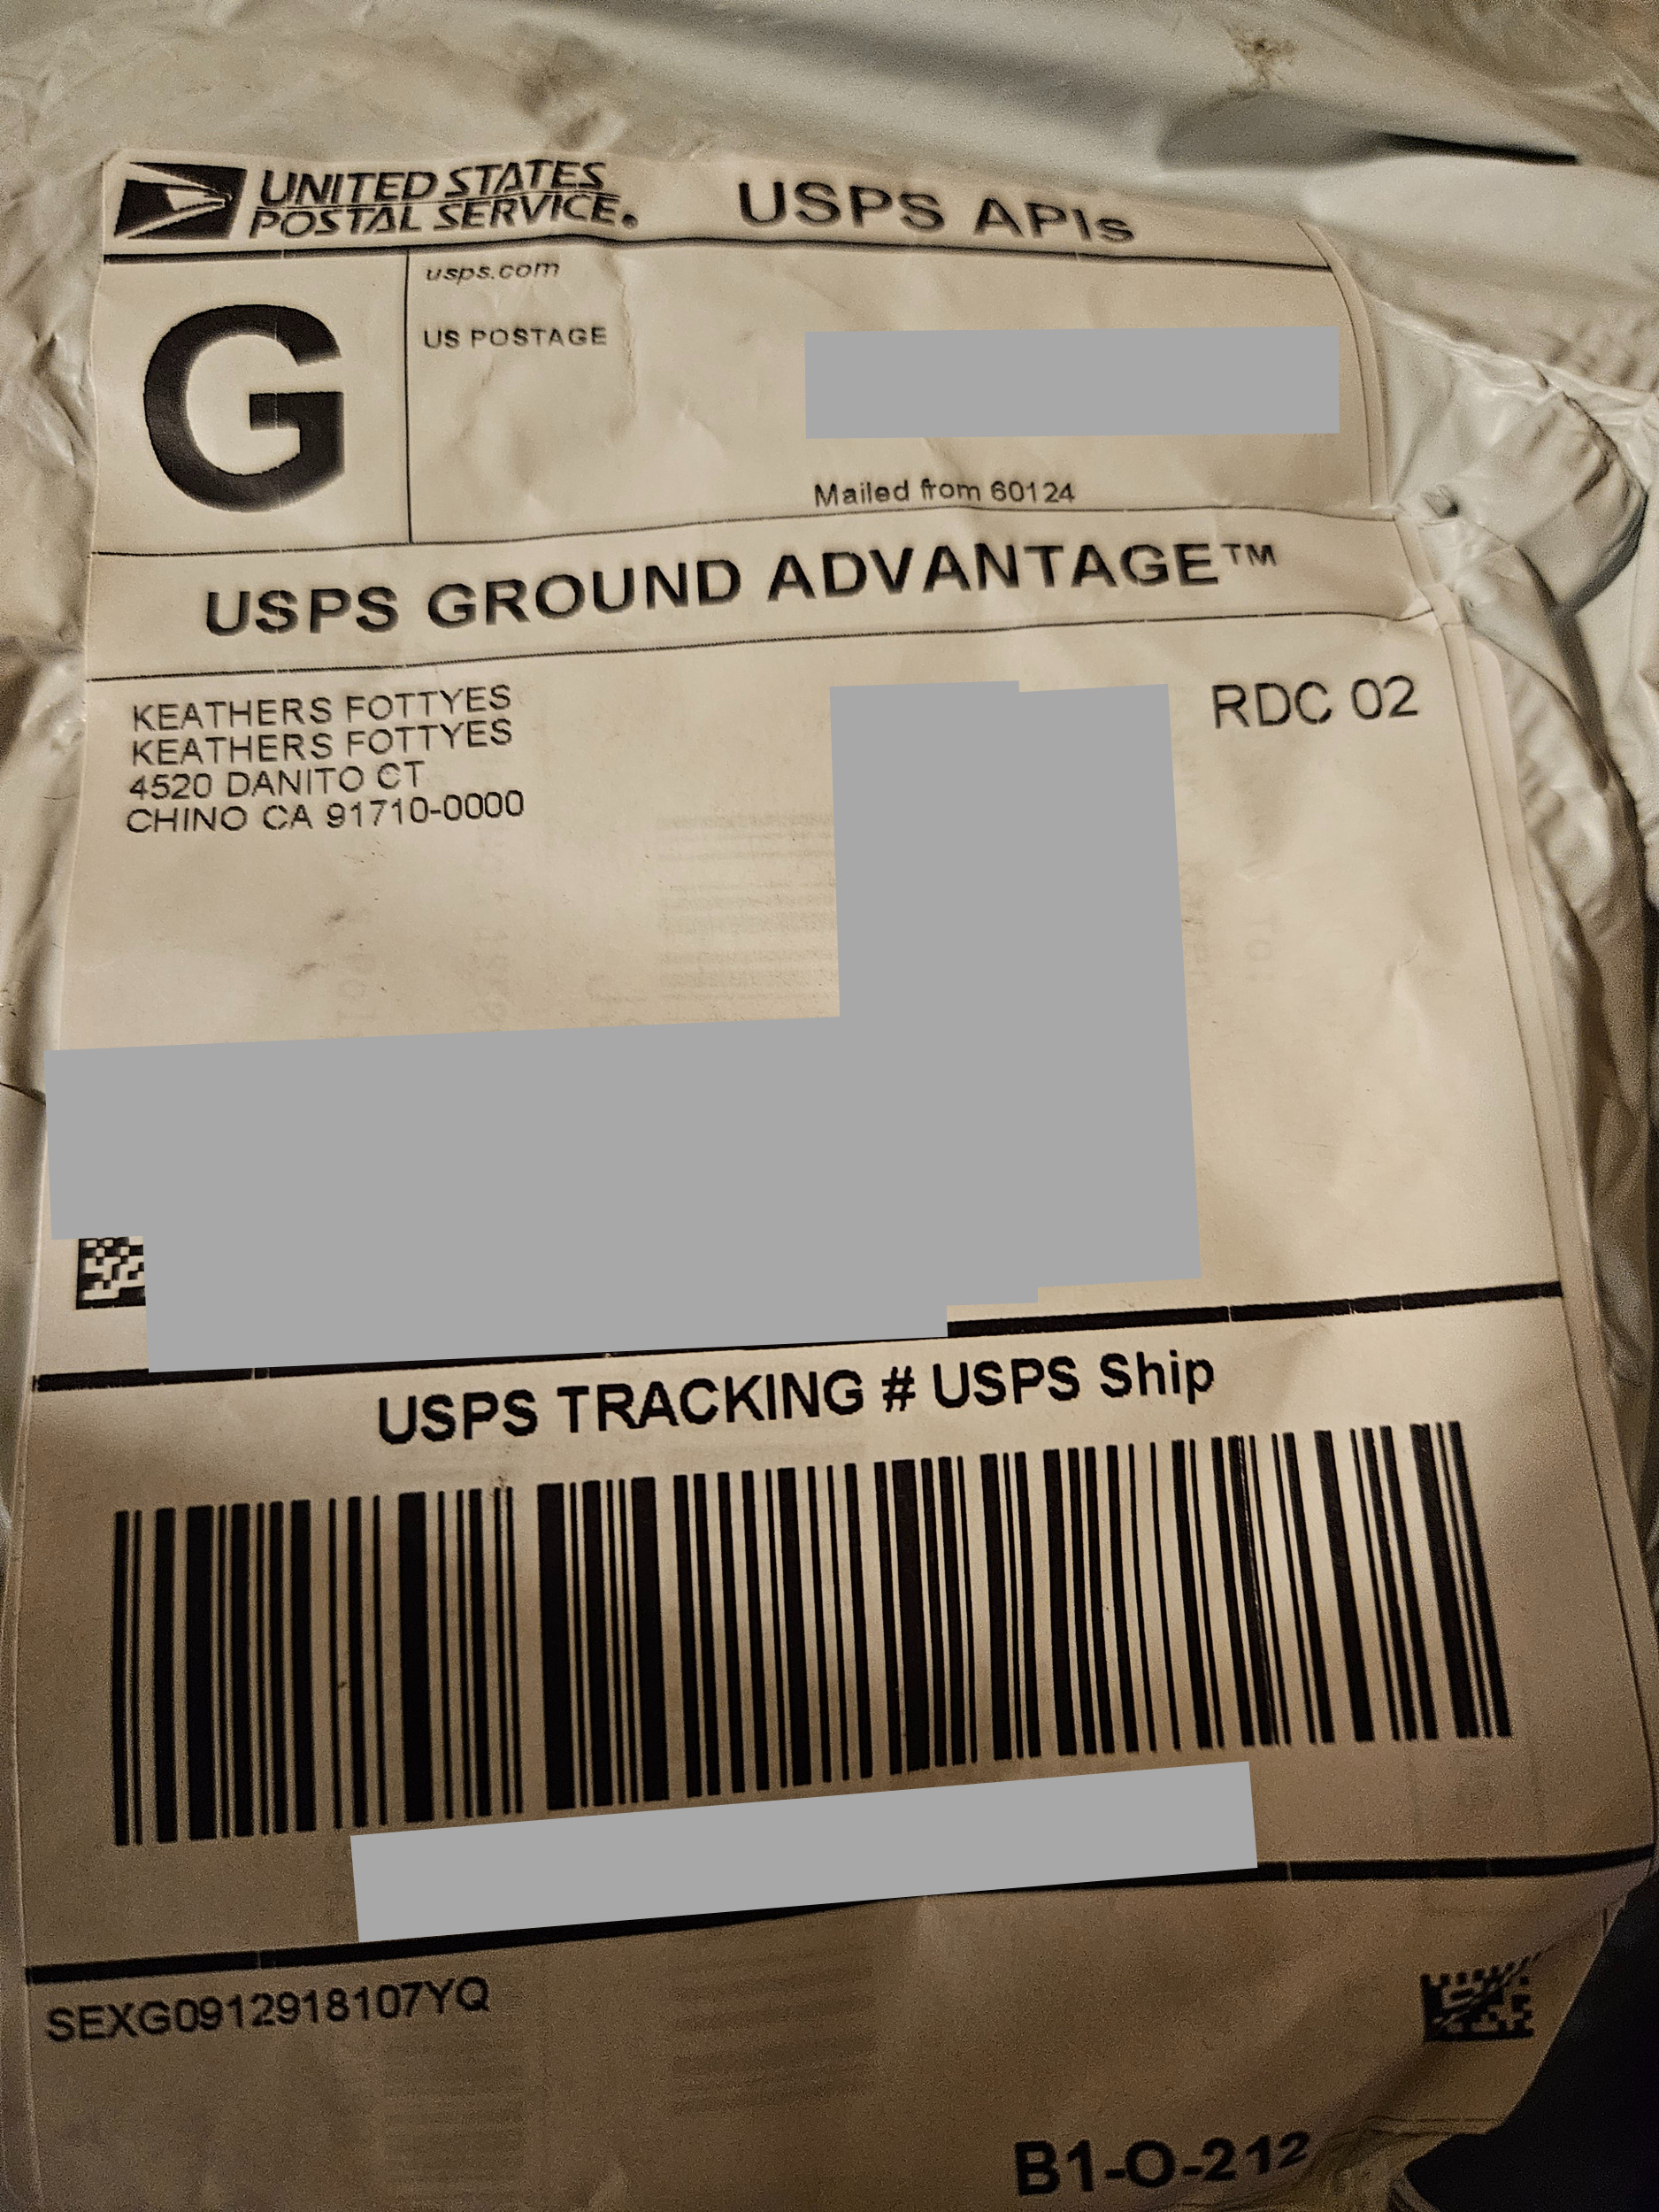 UNITED STATES
POSTAL SERVICE®
USPS APIs
G
usps.com
US POSTAGE
Mailed from 60124
USPS GROUND ADVANTAGE™
KEATHERS FOTTYES
KEATHERS FOTTYES
4520 DANITO CT
CHINO CA 91710-0000
RDC 02
USPS TRACKING # USPS Ship
SEXG0912918107YQ
B1-O-212